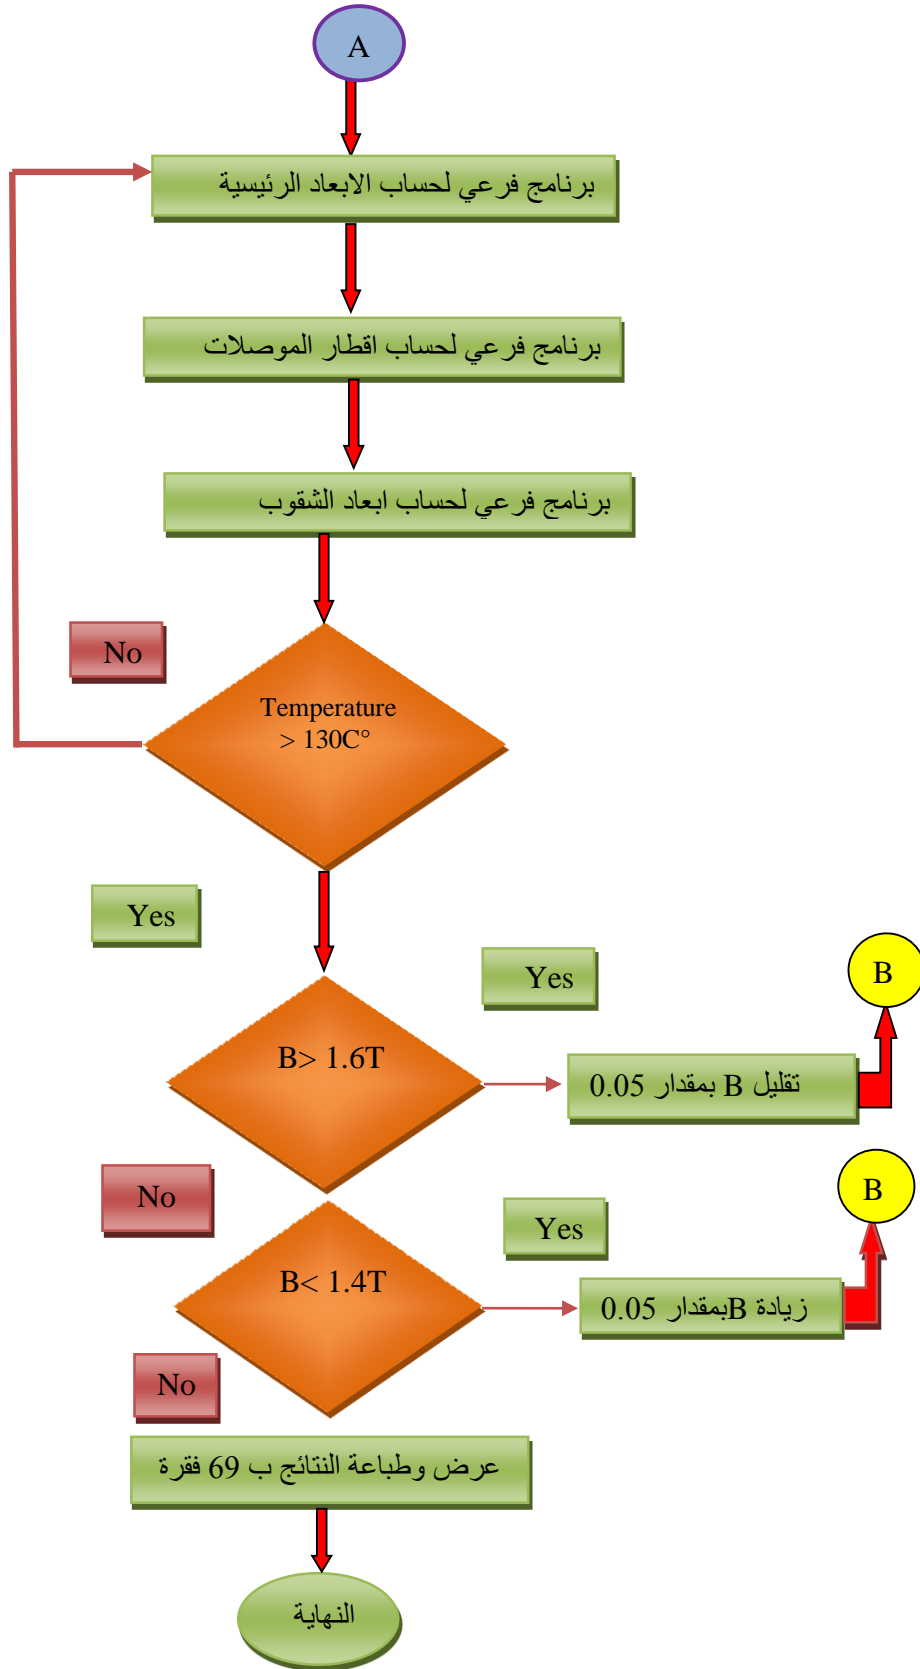 A
برنامج فرعي لحساب الابعاد الرئيسية
برنامج فرعي لحساب اقطار الموصلات
برنامج فرعي لحساب ابعاد الشقوب
No
Temperature
> 130C°
Yes
Yes
B
B> 1.6T
تقليل B بمقدار 0.05
No
B
Yes
B< 1.4T
زيادة Bبمقدار 0.05
No
عرض وطباعة النتائج ب 69 فقرة
النهاية